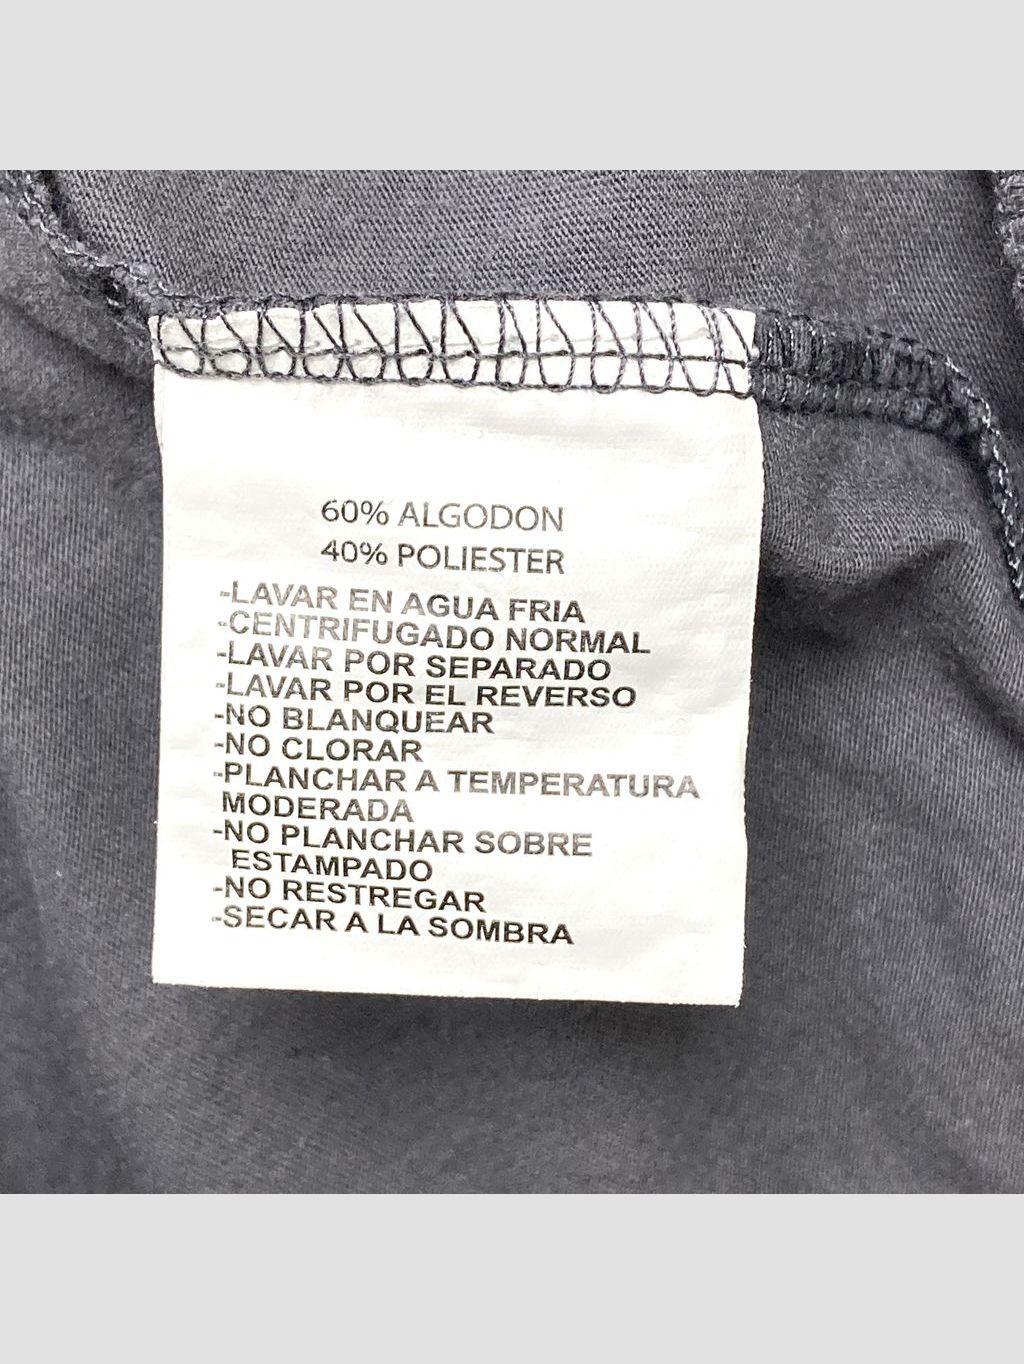 60% ALGODON
40% POLIESTER
-LAVAR EN AGUA FRIA
-CENTRIFUGADO NORMAL
-LAVAR POR SEPARADO
-LAVAR POR EL REVERSO
-NO BLANQUEAR
-NO CLORAR
-PLANCHAR A TEMPERATURA
MODERADA
-NO PLANCHAR SOBRE
ESTAMPADO
-NO RESTREGAR
-SECAR A LA SOMBRA